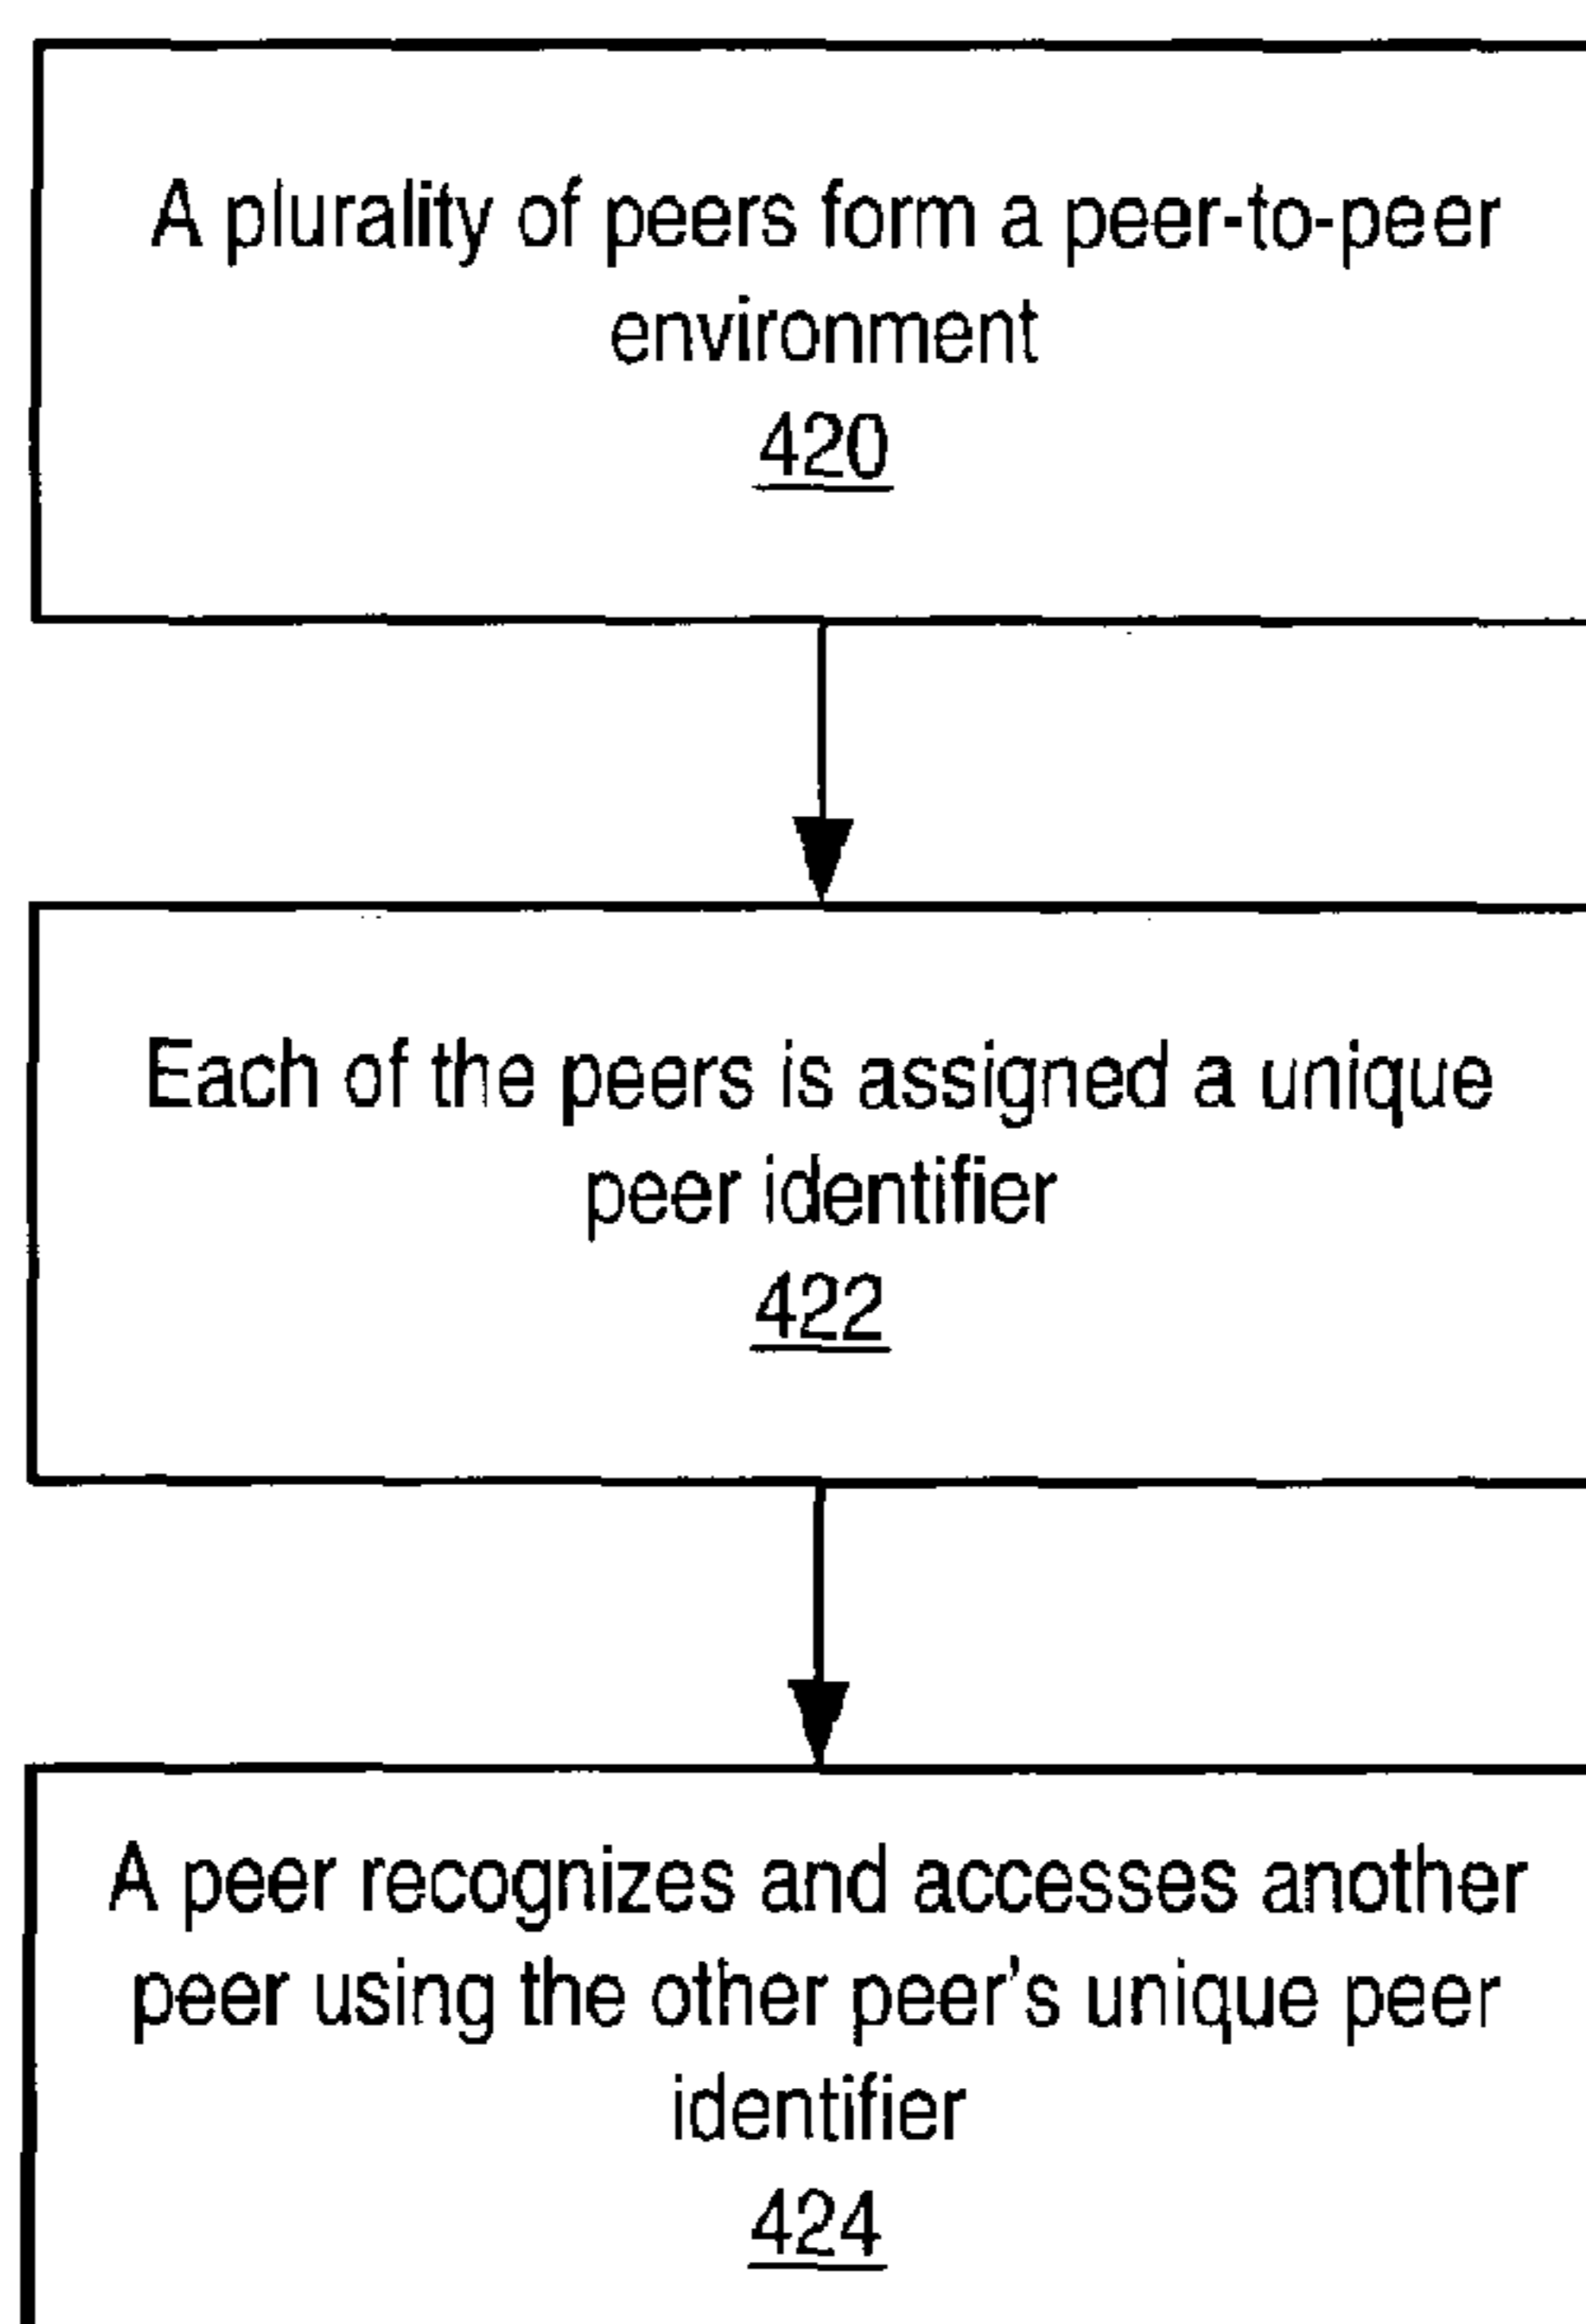 A plurality of peers form a peer-to-peer
environment
420
Each of the peers is assigned a unique
peer identifier
422
A peer recognizes and accesses another
peer using the other peer's unique peer
identifier
424